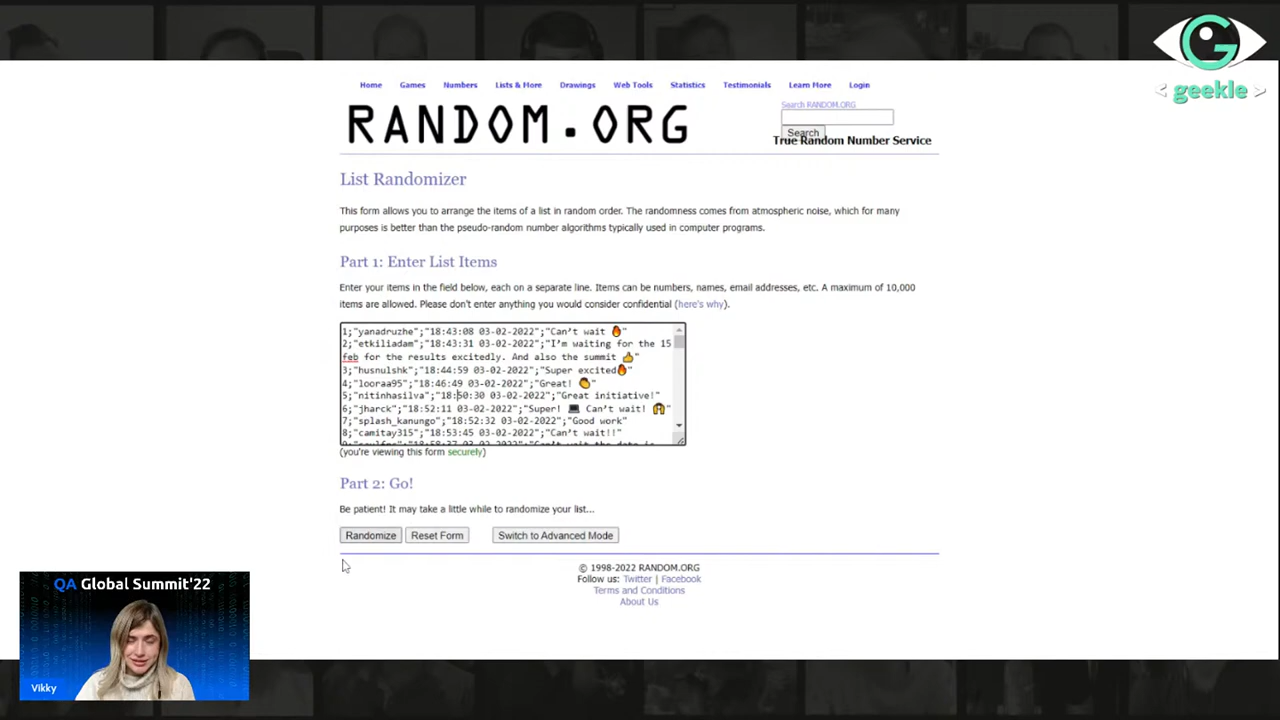 G
< geekle >
Home Games Numbers Lists & More Drawings Web Tools Statistics Testimonials Learn More Login
Search RANDOM.ORG
RANDOM.ORG
Search
True Random Number Service
List Randomizer
This form allows you to arrange the items of a list in random order. The randomness comes from atmospheric noise, which for many
purposes is better than the pseudo-random number algorithms typically used in computer programs.
Part 1: Enter List Items
Enter your items in the field below, each on a separate line. Items can be numbers, names, email addresses, etc. A maximum of 10,000
items are allowed. Please don't enter anything you would consider confidential (here's why).
1;"yanadruzhe";"18:43:08 03-02-2022";"Can't wait 🔥"
2;"etkiliadam";"18:43:31 03-02-2022";"I'm waiting for the 15
feb for the results excitedly. And also the summit 👍"
3;"husnulshk";"18:44:59 03-02-2022";"Super excited🔥"
4;"looraa95";"18:46:49 03-02-2022";"Great! 👏"
5;"nitinhasilva";"18:50:30 03-02-2022";"Great initiative!"
6;"jharck";"18:52:11 03-02-2022";"Super! 💻 Can't wait! 🙌"
7;"splash_kanungo";"18:52:32 03-02-2022";"Good work"
8;"camitay315";"18:53:45 03-02-2022";"Can't wait!!"
(you're viewing this form securely)
Part 2: Go!
Be patient! It may take a little while to randomize your list...
Randomize Reset Form Switch to Advanced Mode
© 1998-2022 RANDOM.ORG
Follow us: Twitter | Facebook
Terms and Conditions
About Us
QA Global Summit'22
Vikky